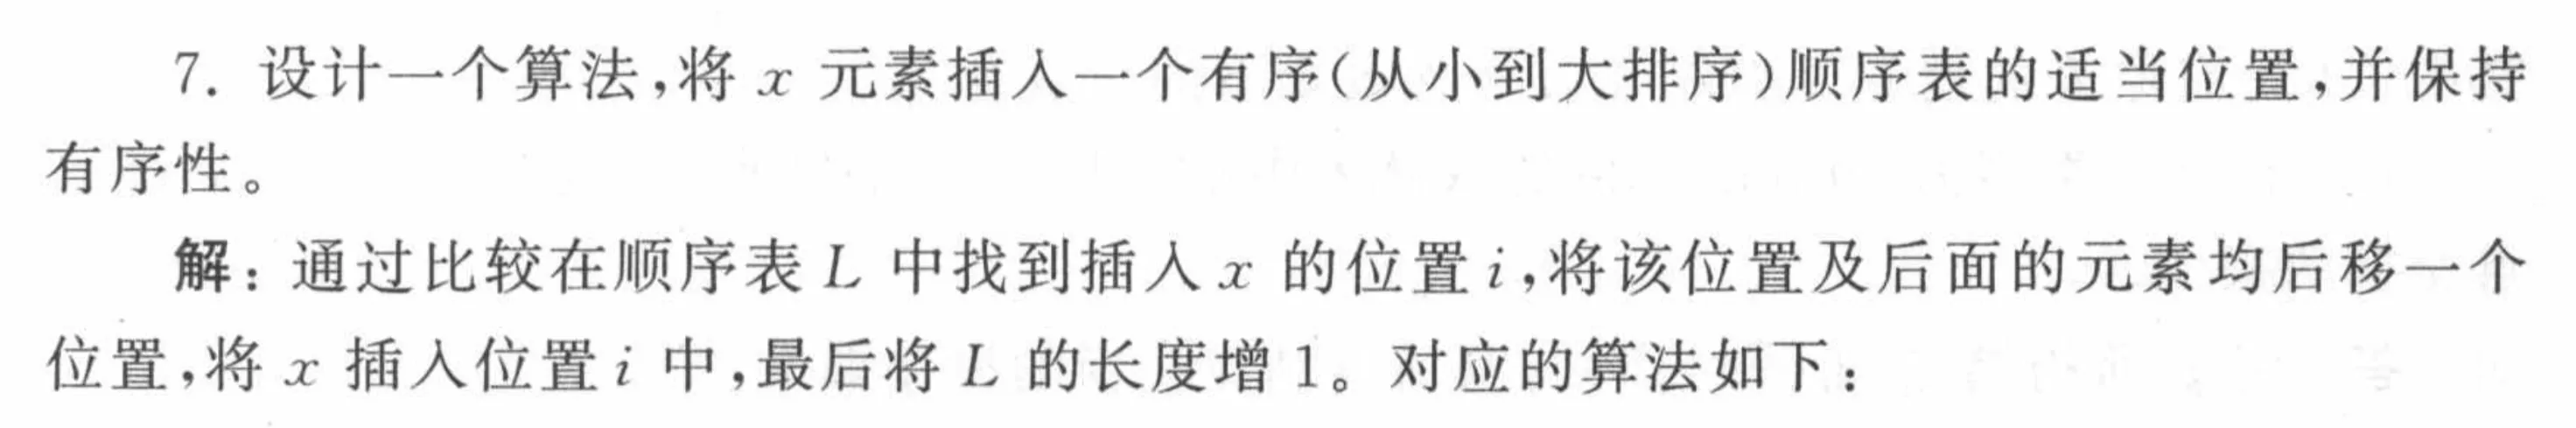 7. 设计一个算法,将 x 元素插入一个有序(从小到大排序)顺序表的适当位置,并保持
有序性。
解:通过比较在顺序表 L 中找到插入 x 的位置 i,将该位置及后面的元素均后移一个
位置,将 x 插入位置 i 中,最后将 L 的长度增 1。对应的算法如下: